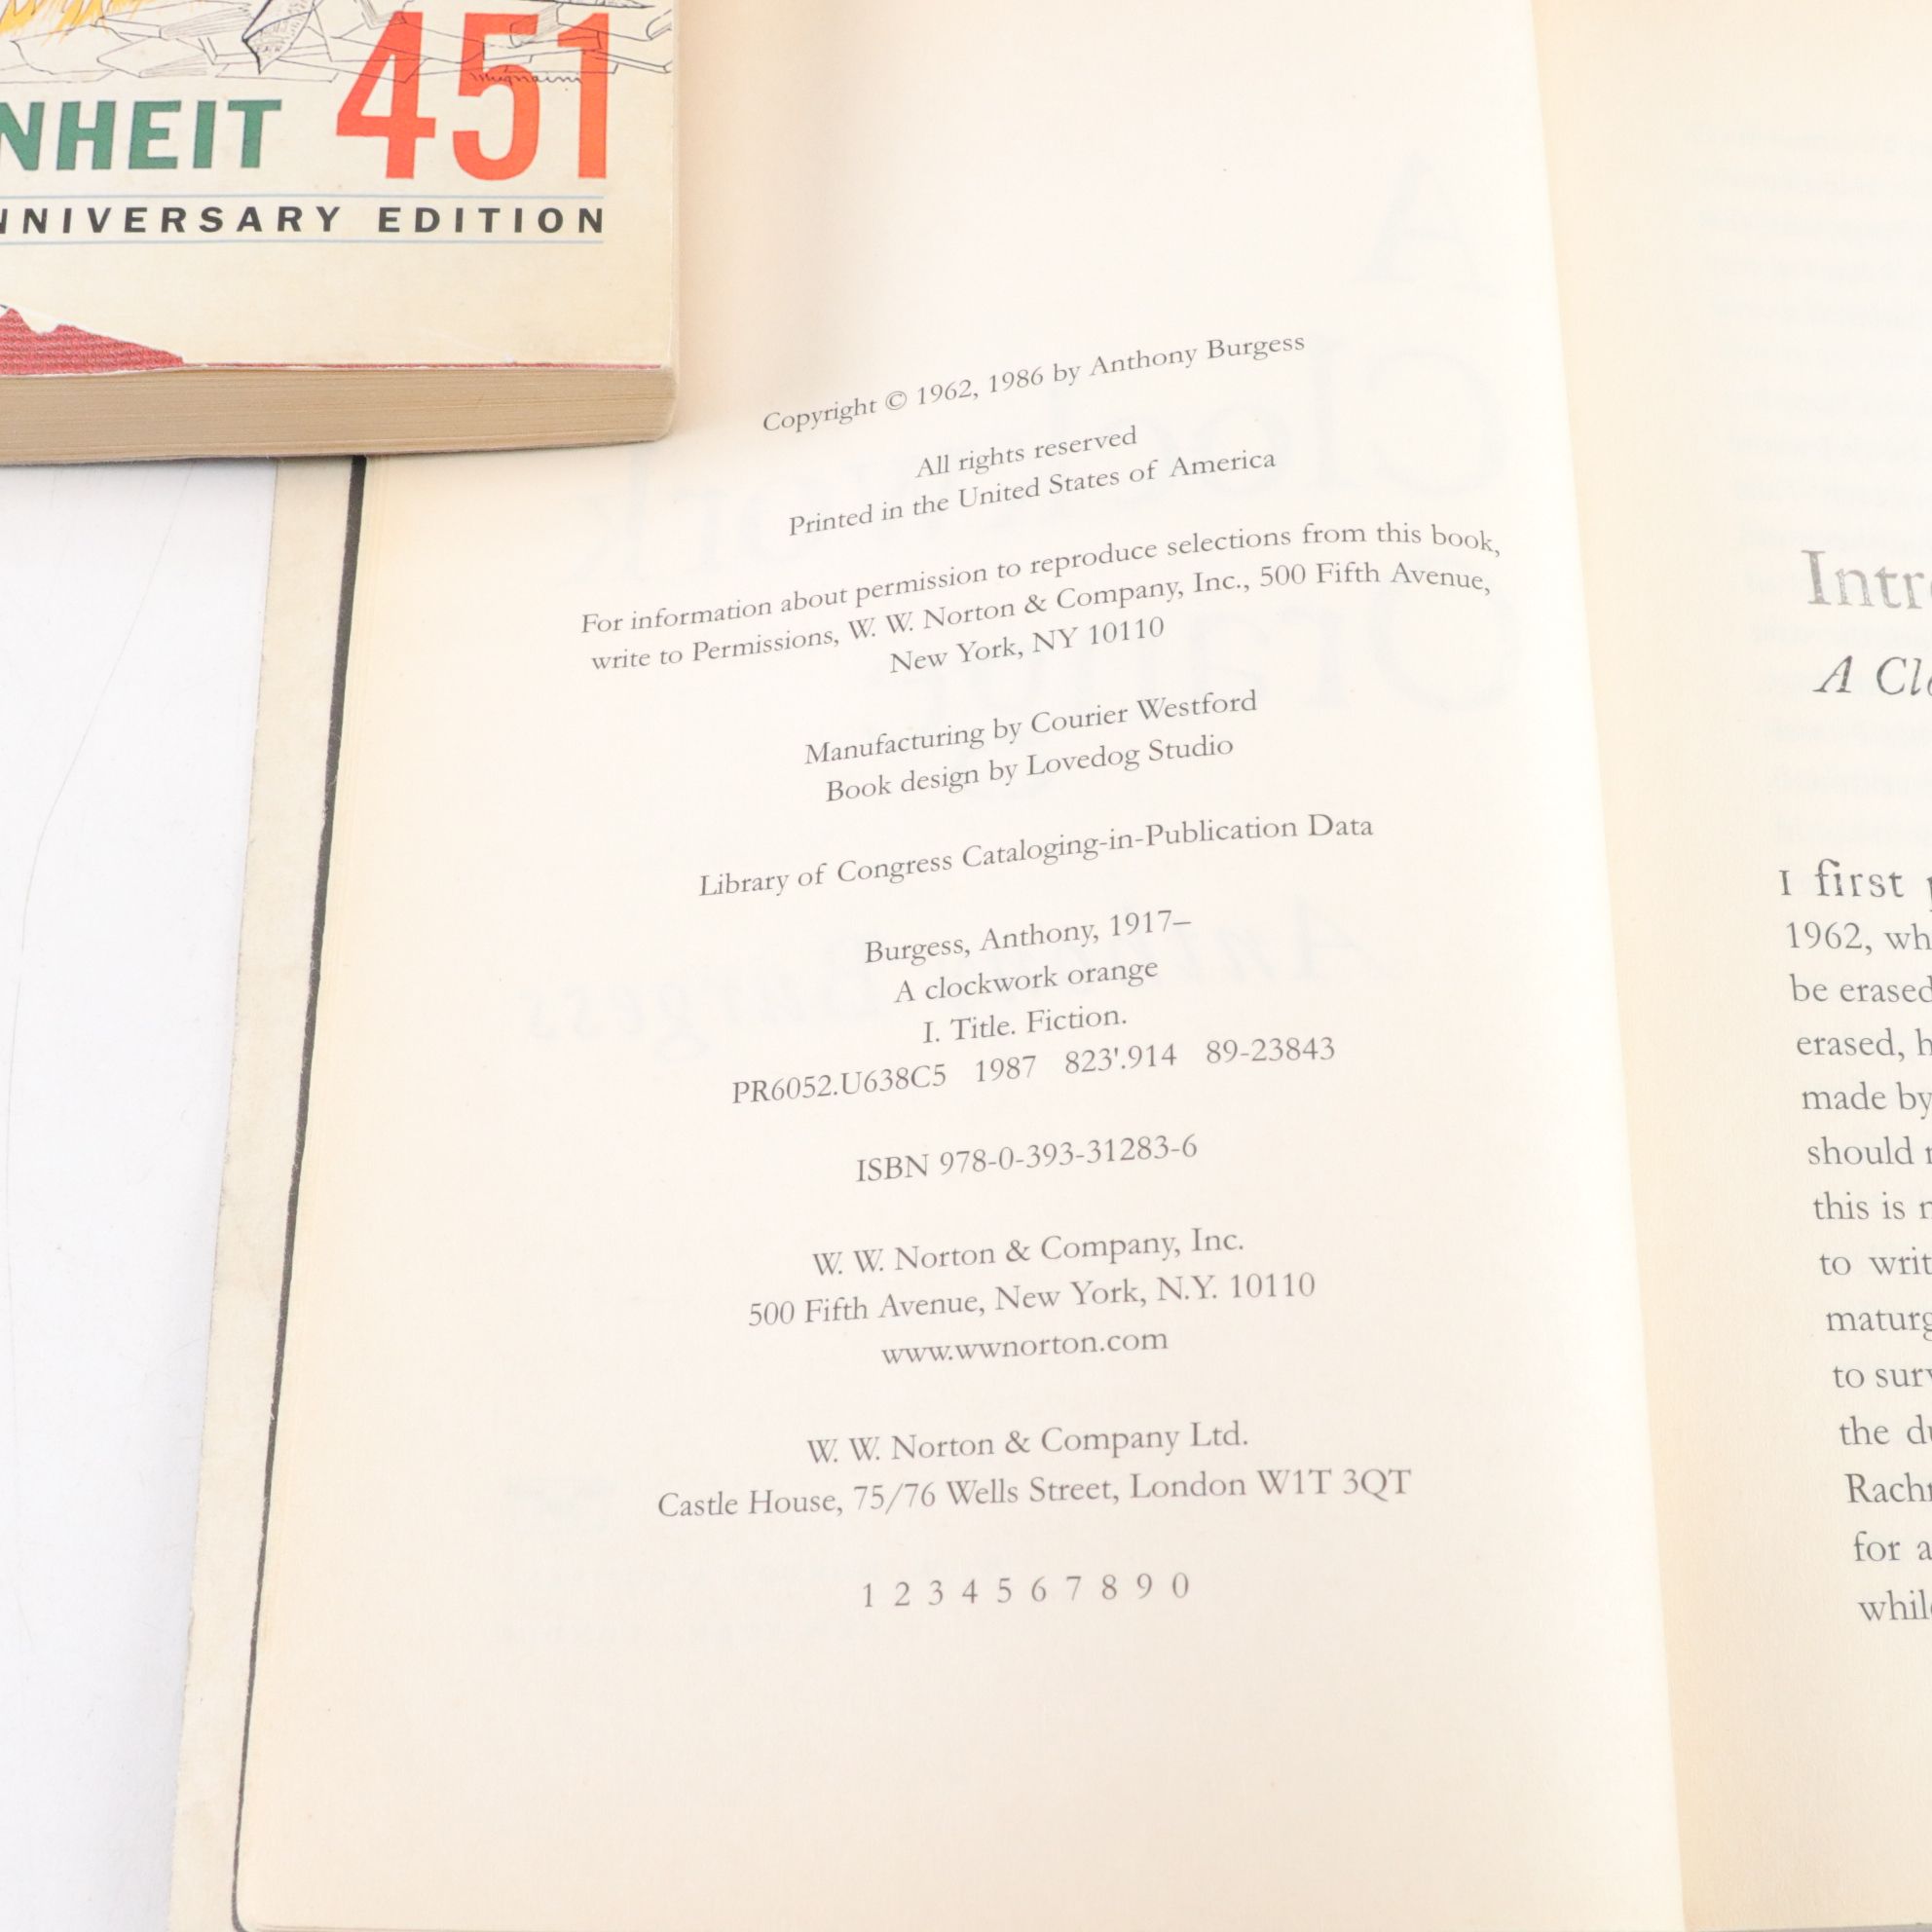 NHEIT 451
NNIVERSARY EDITION
Copyright © 1962, 1986 by Anthony Burgess
All rights reserved
Printed in the United States of America
For information about permission to reproduce selections from this book,
write to Permissions, W. W. Norton & Company, Inc., 500 Fifth Avenue,
New York, NY 10110
Manufacturing by Courier Westford
Book design by Lovedog Studio
Library of Congress Cataloging-in-Publication Data
Burgess, Anthony, 1917–
A clockwork orange
I. Title. Fiction.
PR6052.U638C5 1987 823'.914 89-23843
ISBN 978-0-393-31283-6
W. W. Norton & Company, Inc.
500 Fifth Avenue, New York, N.Y. 10110
www.wwnorton.com
W. W. Norton & Company Ltd.
Castle House, 75/76 Wells Street, London W1T 3QT
1 2 3 4 5 6 7 8 9 0
Intr
A Cl
I first
1962, wh
be erased
erased, h
made by
should
this is
to writ
maturg
to surv
the du
Rach
for a
whil